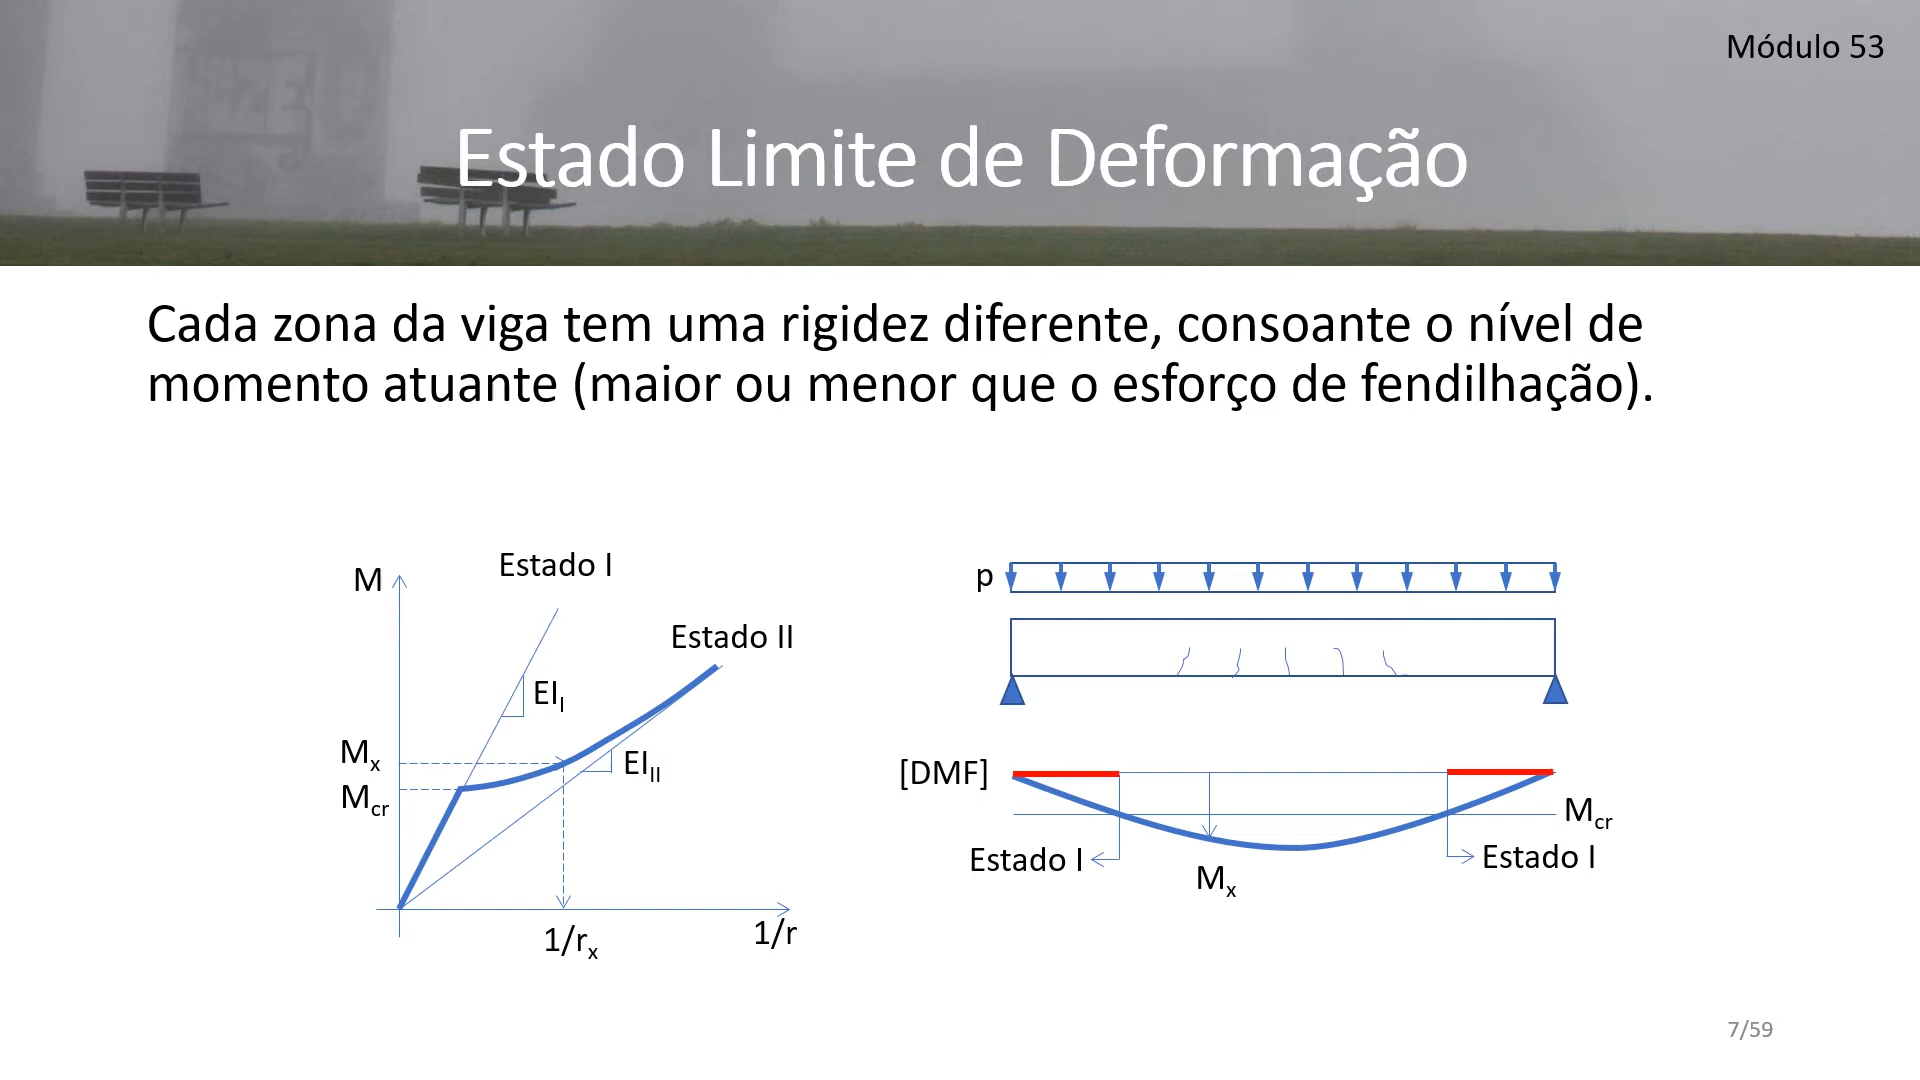 Módulo 53
Estado Limite de Deformação
Cada zona da viga tem uma rigidez diferente, consoante o nível de
momento atuante (maior ou menor que o esforço de fendilhação).
M
Estado I
Estado II
EI_I
M_x
EI_II
M_cr
1/r_x
1/r
p
[DMF]
M_cr
Estado I
Estado I
M_x
7/59